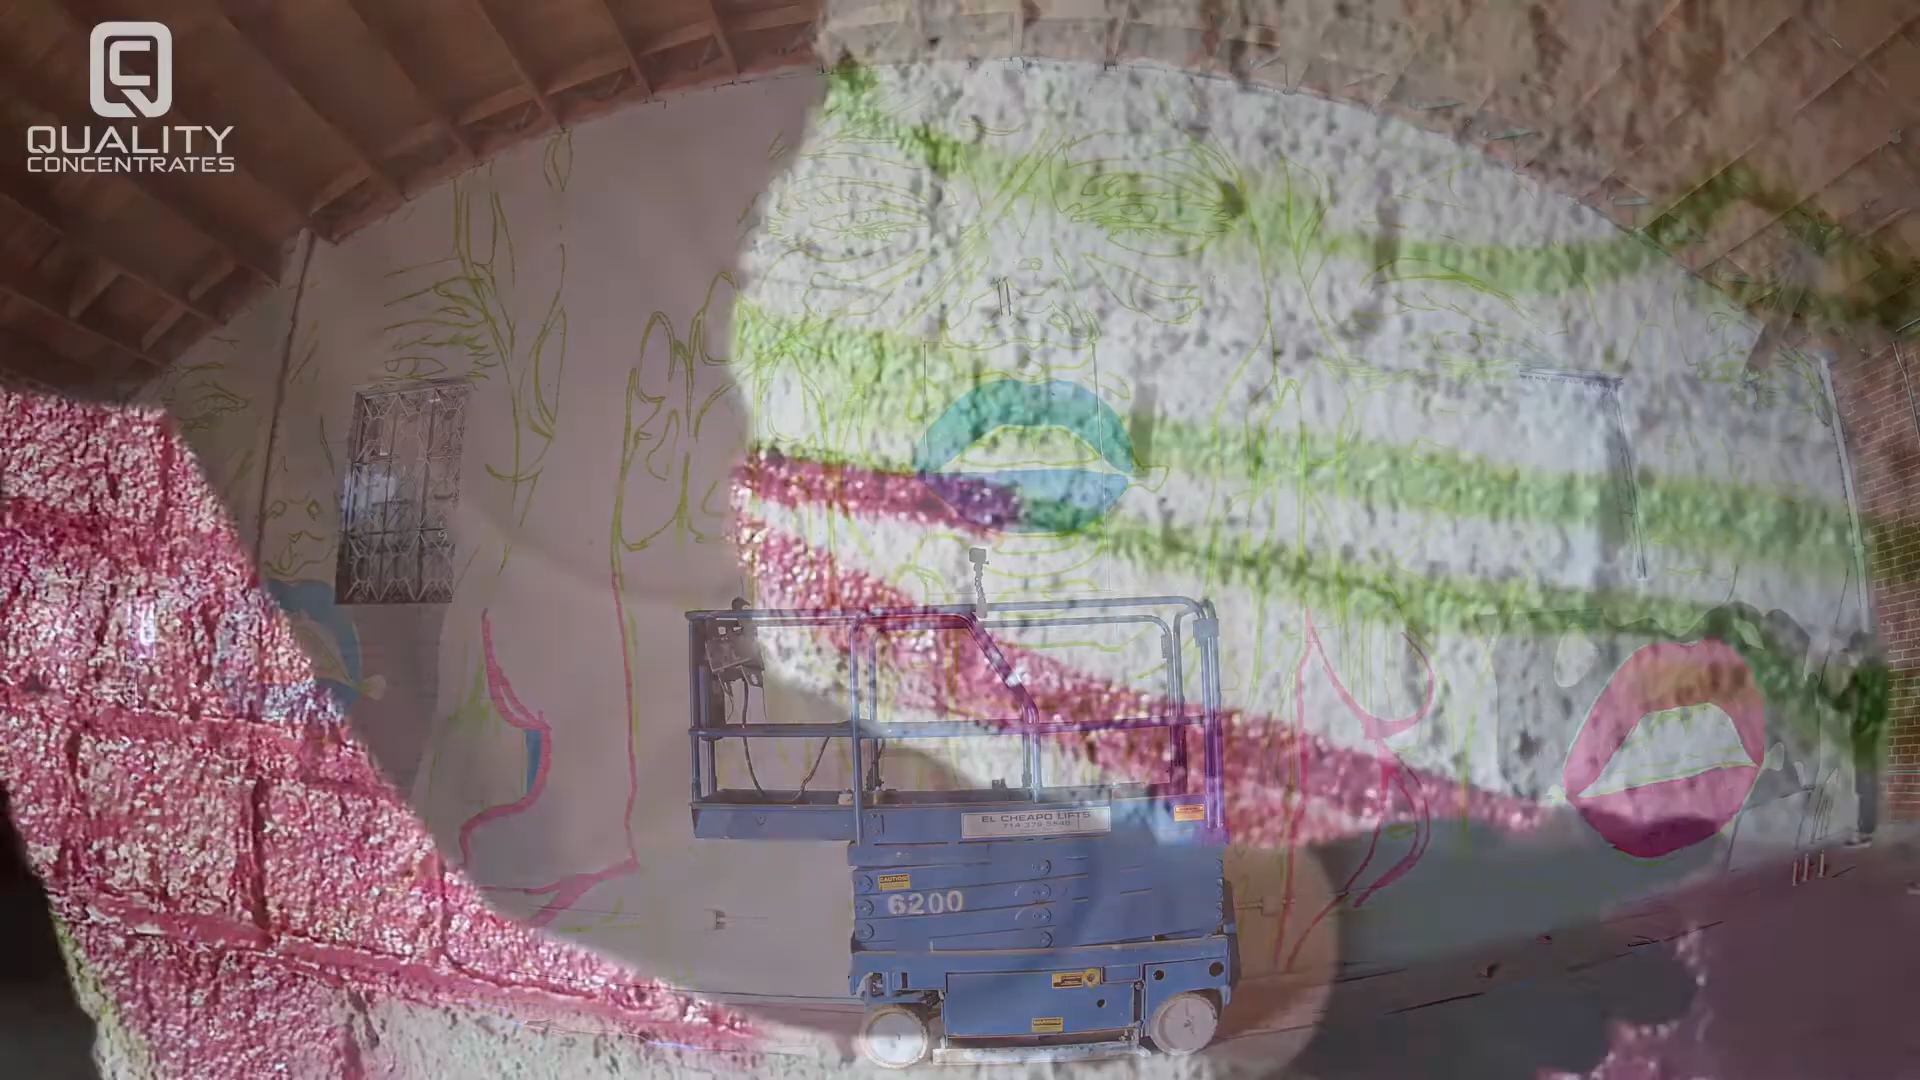 QUALITY
CONCENTRATES
EL CHEAPO LIFTS
CAUTION!
6200